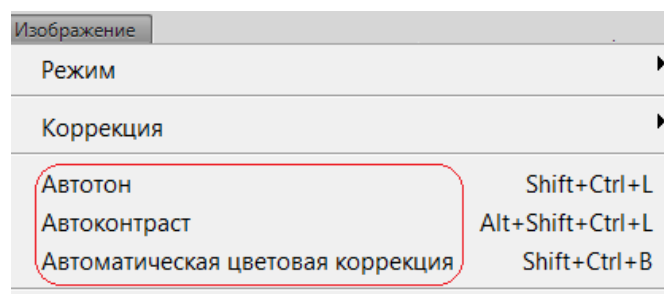 Изображение
Режим
Коррекция
Автотон Shift+Ctrl+L
Автоконтраст Alt+Shift+Ctrl+L
Автоматическая цветовая коррекция Shift+Ctrl+B